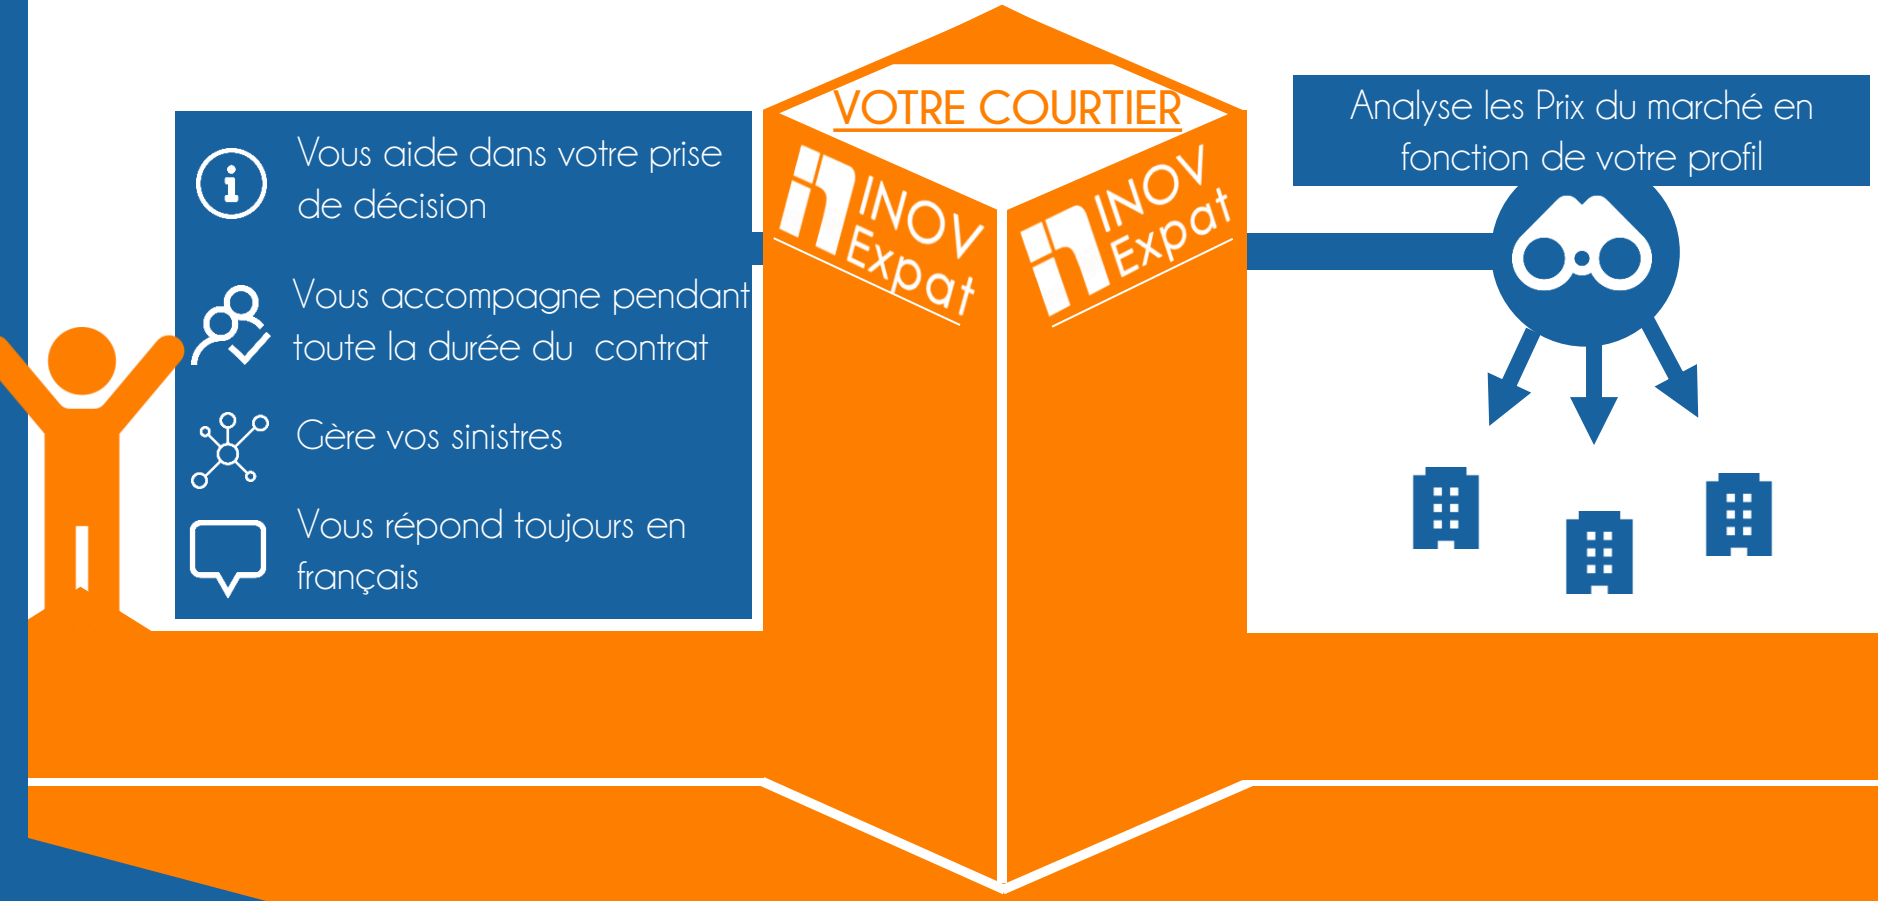 VOTRE COURTIER
INOV
Expat
INOV
Expat
Vous aide dans votre prise
de décision
Vous accompagne pendant
toute la durée du contrat
Gère vos sinistres
Vous répond toujours en
français
Analyse les Prix du marché en
fonction de votre profil